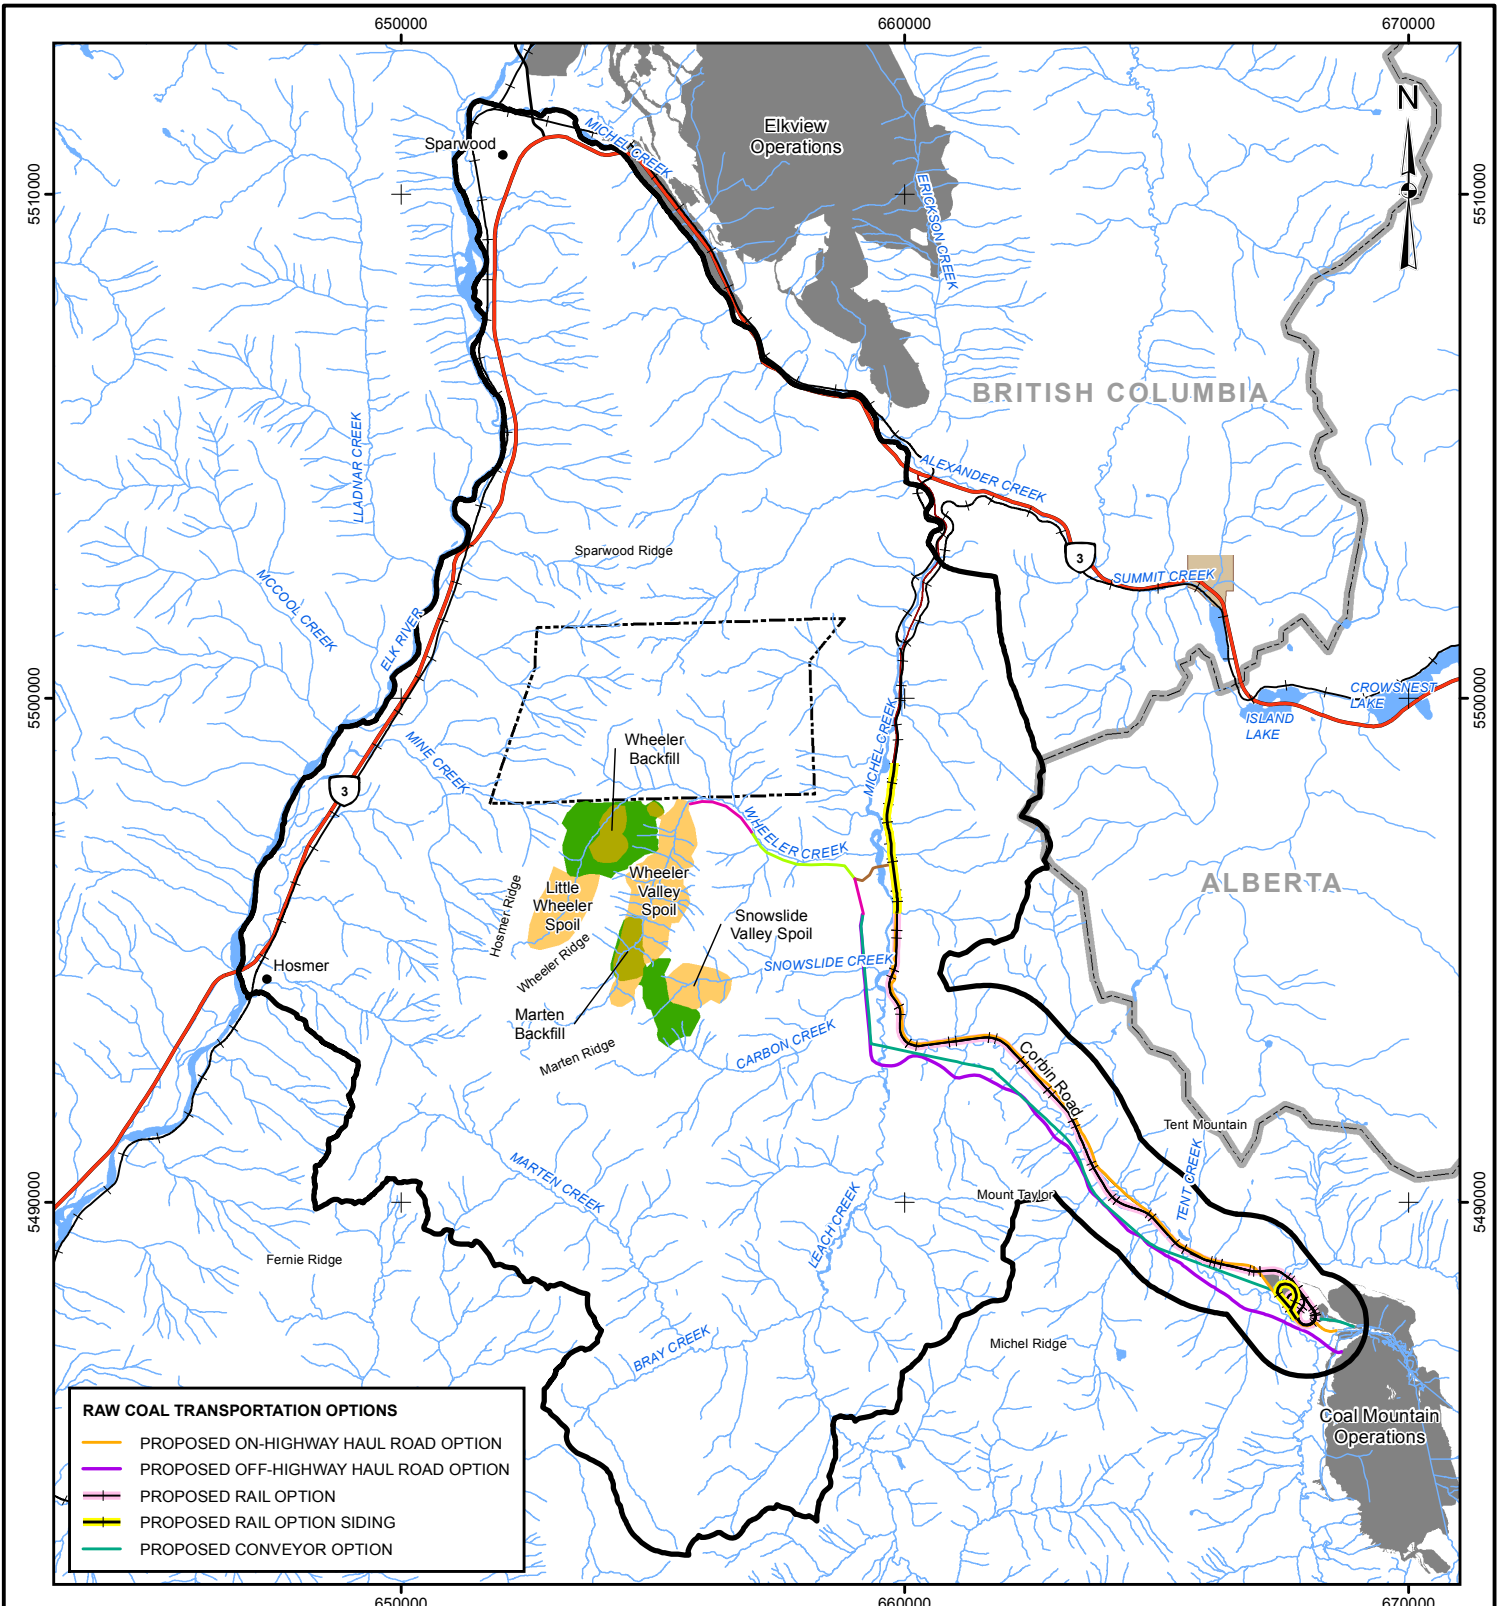 650000
660000
670000
N
Elkview
Operations
Sparwood
MICHEL CREEK
ERICKSON CREEK
5510000
5510000
BRITISH COLUMBIA
LLADNAR CREEK
ALEXANDER CREEK
Sparwood Ridge
3
SUMMIT CREEK
MCCOOL CREEK
ELK RIVER
5500000
5500000
CROWSNEST
LAKE
ISLAND
LAKE
MICHEL CREEK
MINE CREEK
Wheeler
Backfill
3
WHEELER CREEK
ALBERTA
Little
Wheeler
Spoil
Wheeler
Valley
Spoil
Hosmer Ridge
Snowslide
Valley Spoil
Wheeler Ridge
SNOWSLIDE CREEK
Hosmer
Marten
Backfill
Marten Ridge
CARBON CREEK
Corbin Road
Tent Mountain
TENT CREEK
MARTEN CREEK
Mount Taylor
5490000
5490000
LEACH CREEK
Fernie Ridge
BRAY CREEK
Michel Ridge
Coal Mountain
Operations
RAW COAL TRANSPORTATION OPTIONS
PROPOSED ON-HIGHWAY HAUL ROAD OPTION
PROPOSED OFF-HIGHWAY HAUL ROAD OPTION
PROPOSED RAIL OPTION
PROPOSED RAIL OPTION SIDING
PROPOSED CONVEYOR OPTION
650000
660000
670000